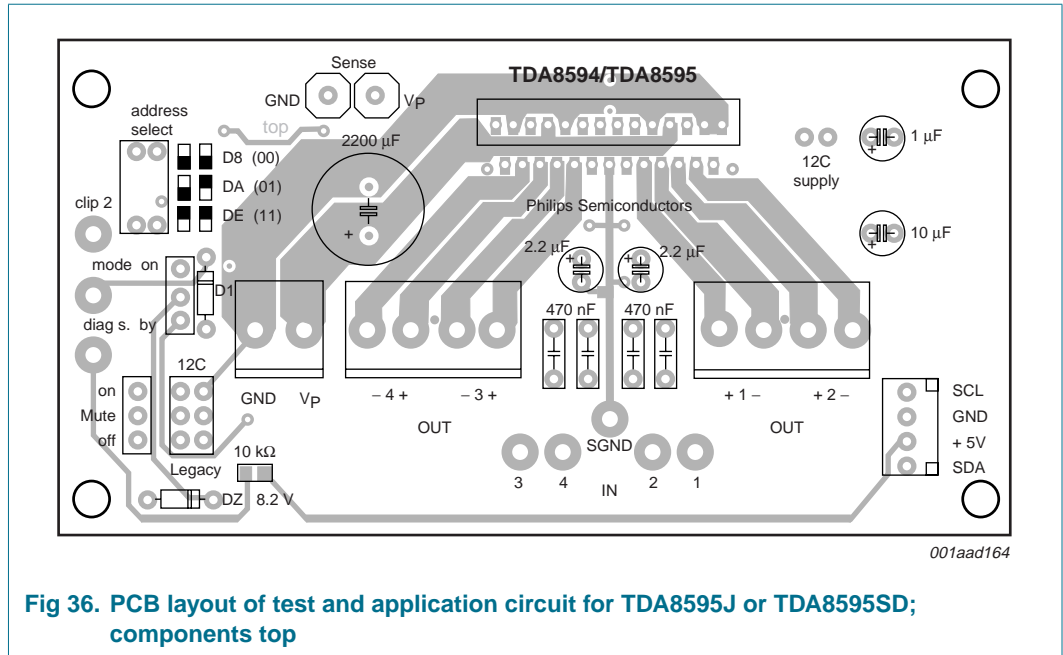 Sense
TDA8594/TDA8595
GND
VP
address
select
top
2200 μF
1 μF
D8 (00)
12C
supply
DA (01)
clip 2
DE (11)
Philips Semiconductors
10 μF
+
+
+
+
+
2.2 μF
2.2 μF
mode on
D1
diag s. by
470 nF
470 nF
12C
on
Mute
off
GND
VP
− 4 +
− 3 +
+ 1 −
+ 2 −
OUT
OUT
SCL
GND
+ 5V
SDA
SGND
Legacy
10 kΩ
3
4
IN
2
1
DZ
8.2 V
001aad164
Fig 36. PCB layout of test and application circuit for TDA8595J or TDA8595SD;
components top